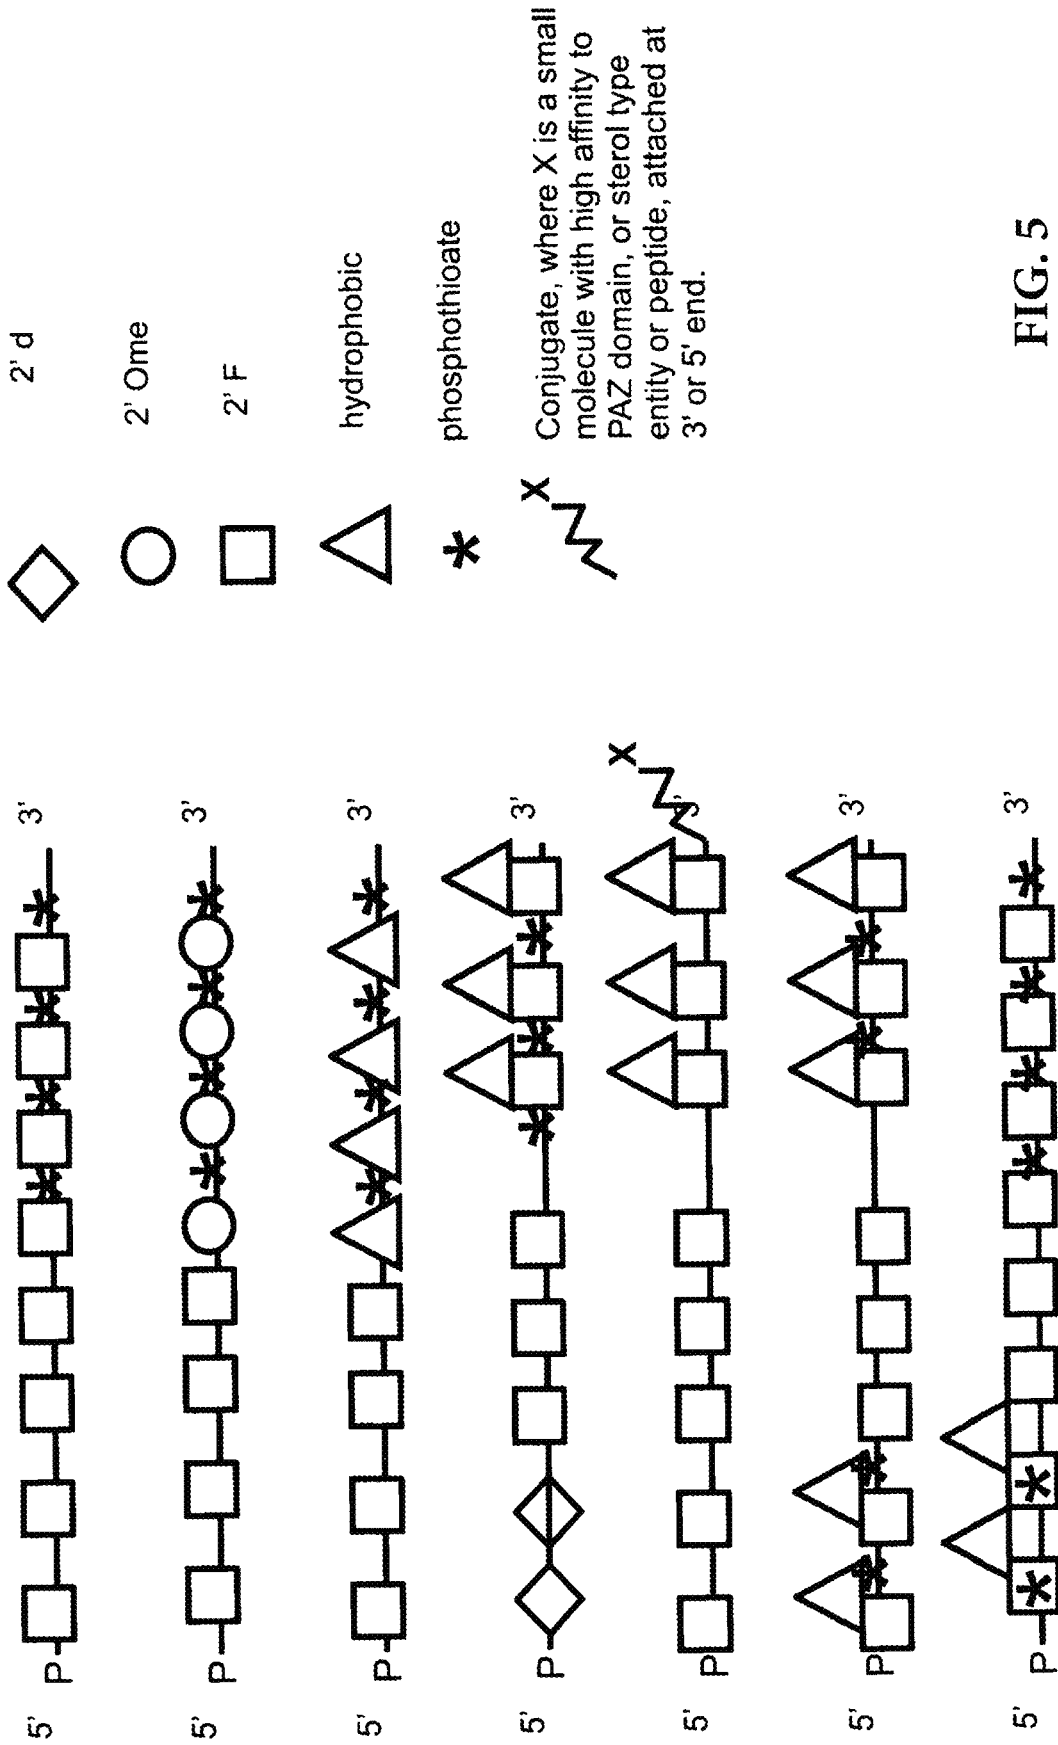 2' d
2' Ome
2' F
hydrophobic
phosphothioate
X
Conjugate, where X is a small
molecule with high affinity to
PAZ domain, or sterol type
entity or peptide, attached at
3' or 5' end.
5' P * * * * 3'
5' P * * * * 3'
5' P * * * * 3'
5' P * * * 3'
5' P 3' X
5' P * * * * 3'
5' P * * * * * * 3'
FIG. 5